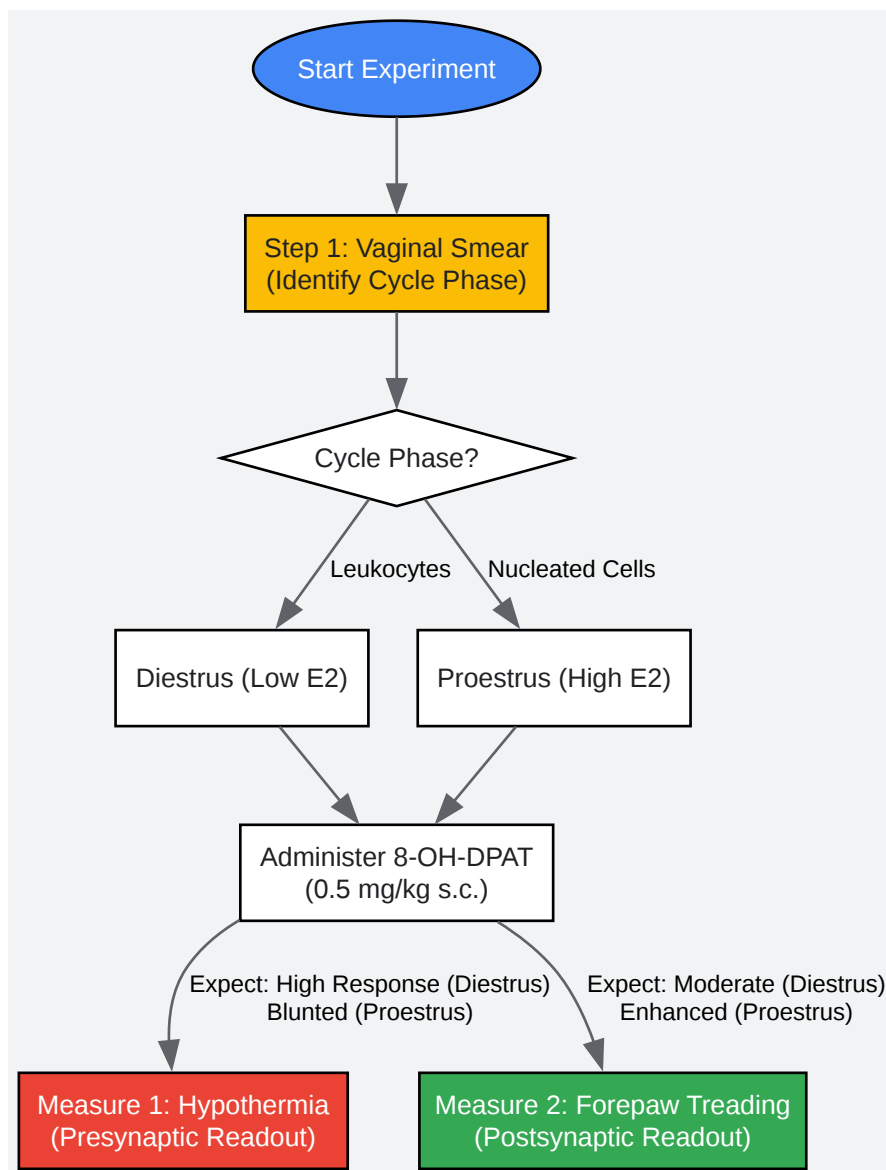 Start Experiment
Step 1: Vaginal Smear
(Identify Cycle Phase)
Cycle Phase?
Leukocytes
Nucleated Cells
Diestrus (Low E2)
Proestrus (High E2)
Administer 8-OH-DPAT
(0.5 mg/kg s.c.)
Expect: High Response (Diestrus)
Blunted (Proestrus)
Expect: Moderate (Diestrus)
Enhanced (Proestrus)
Measure 1: Hypothermia
(Presynaptic Readout)
Measure 2: Forepaw Treading
(Postsynaptic Readout)